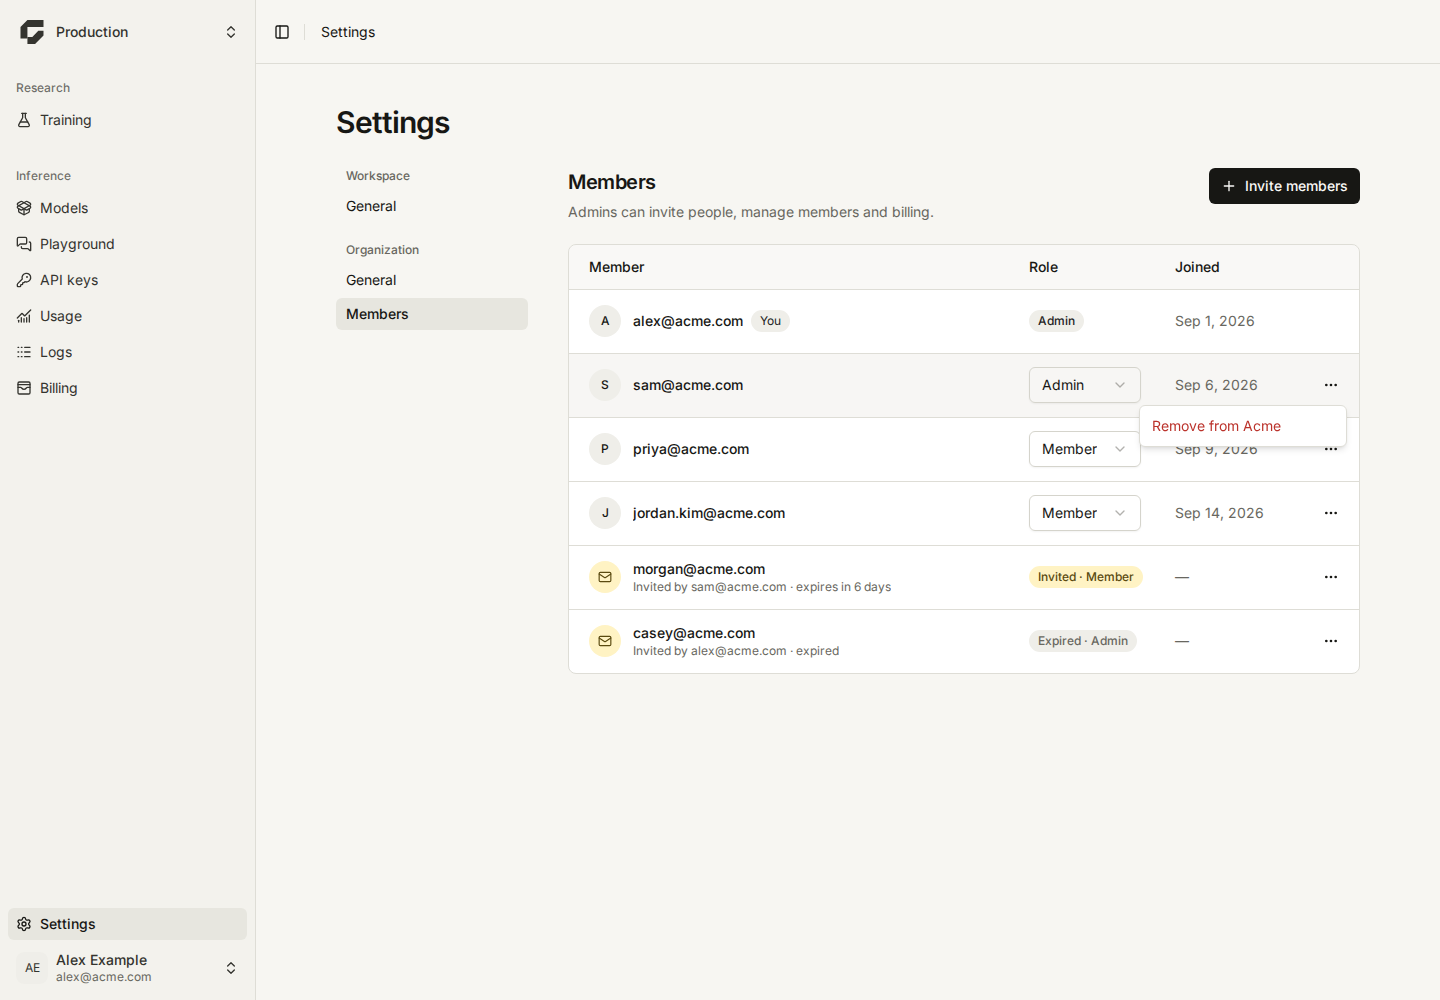 Production
Research
Training
Inference
Models
Playground
API keys
Usage
Logs
Billing
Settings
AE
Alex Example
alex@acme.com
Settings
Settings
Workspace
General
Organization
General
Members
Members
Admins can invite people, manage members and billing.
Invite members
Member Role Joined
A alex@acme.com You Admin Sep 1, 2026
S sam@acme.com Admin Sep 6, 2026
Remove from Acme
P priya@acme.com Member Sep 9, 2026
J jordan.kim@acme.com Member Sep 14, 2026
morgan@acme.com
Invited by sam@acme.com · expires in 6 days
Invited · Member —
casey@acme.com
Invited by alex@acme.com · expired
Expired · Admin —